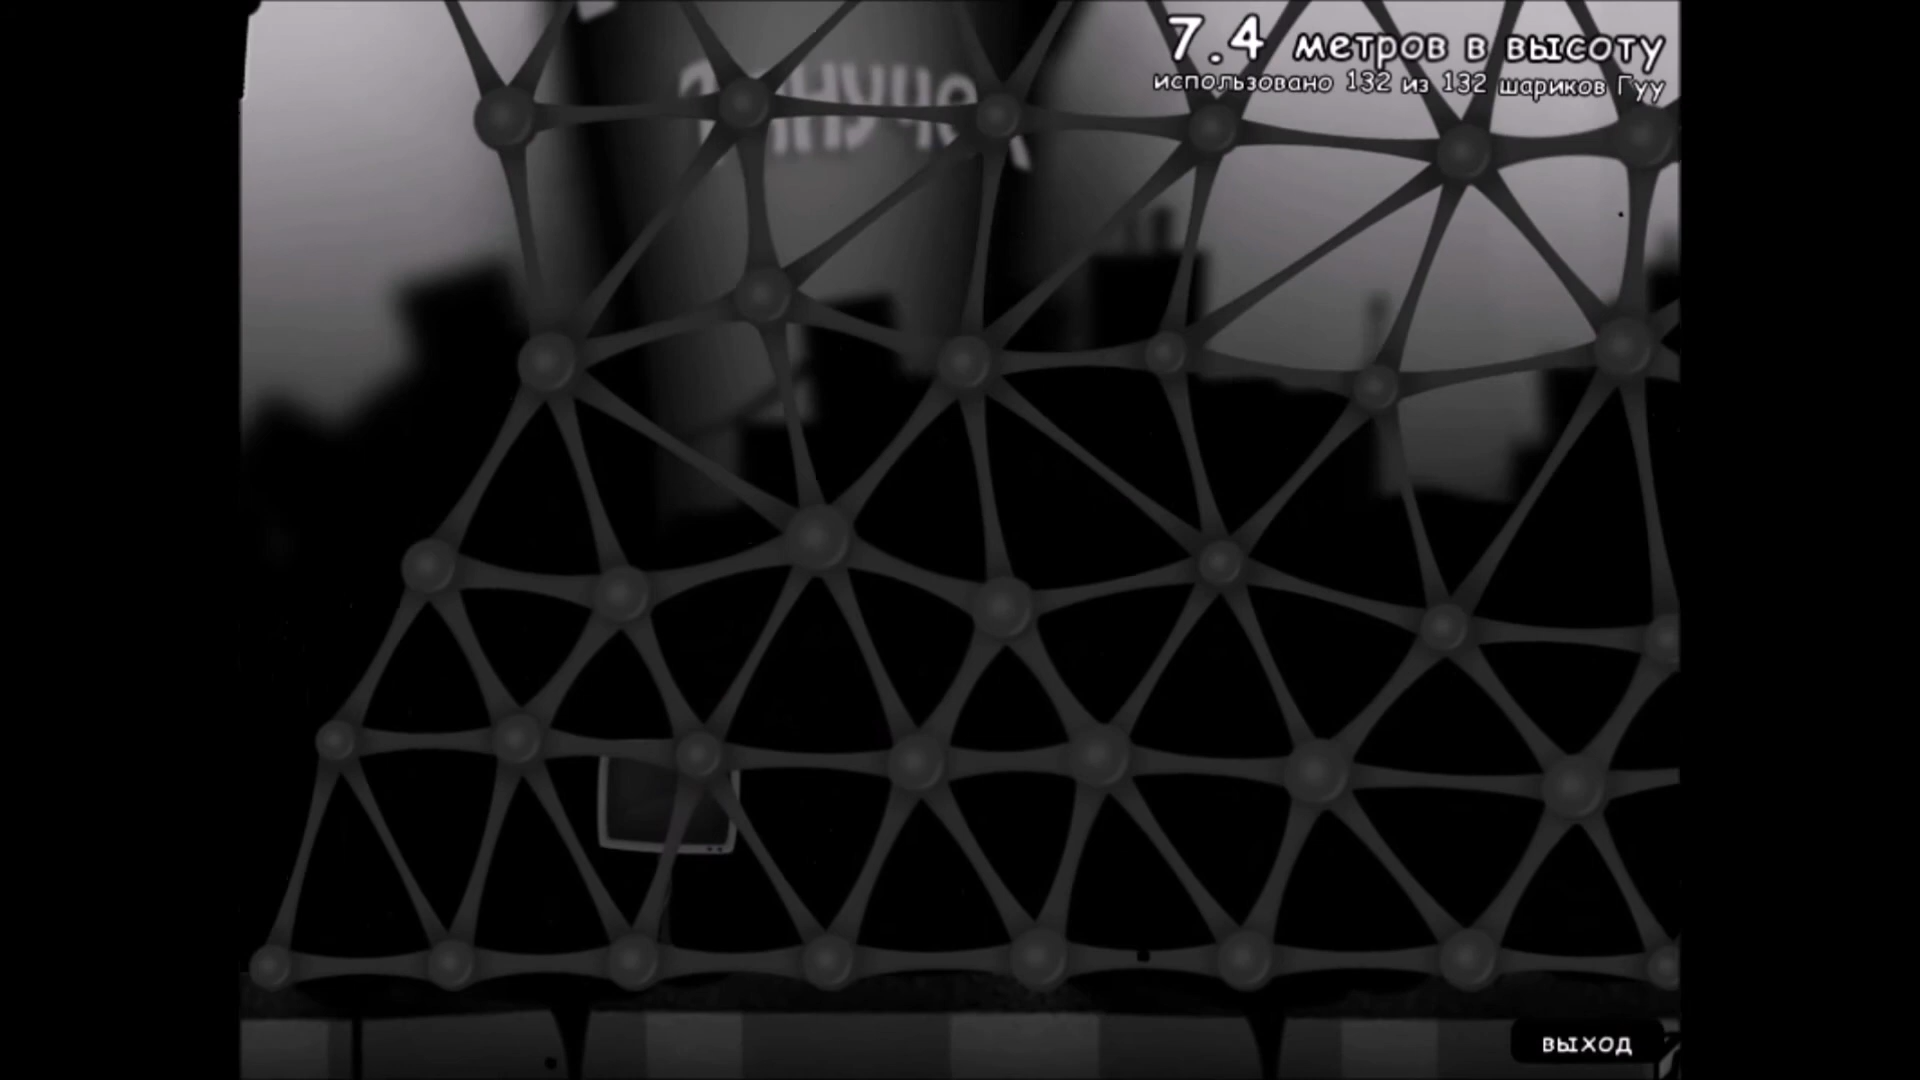 7.4 метров в высоту
использовано 132 из 132 шариков Гуу
выход